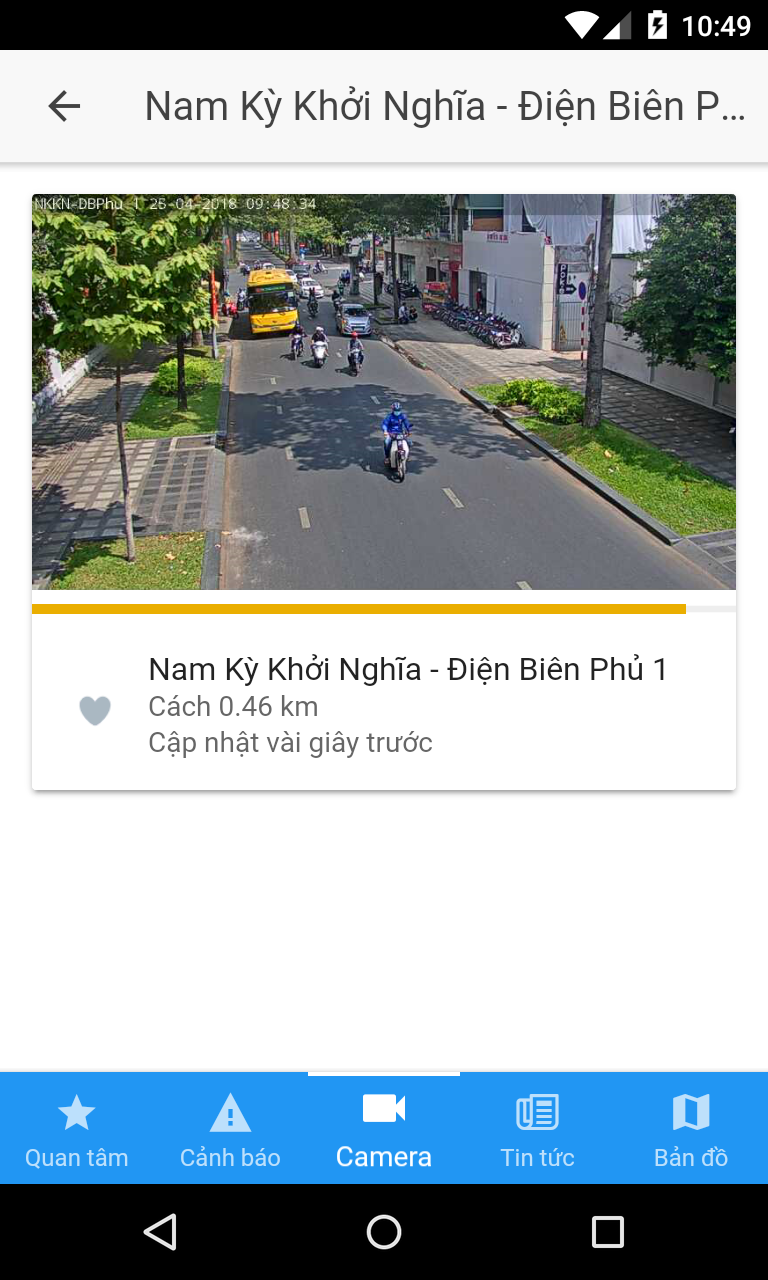 10:49
Nam Kỳ Khởi Nghĩa - Điện Biên P...
NKKN-DBPhu 1 25-04-2018 09:48:34
Nam Kỳ Khởi Nghĩa - Điện Biên Phủ 1
Cách 0.46 km
Cập nhật vài giây trước
Quan tâm
Cảnh báo
Camera
Tin tức
Bản đồ